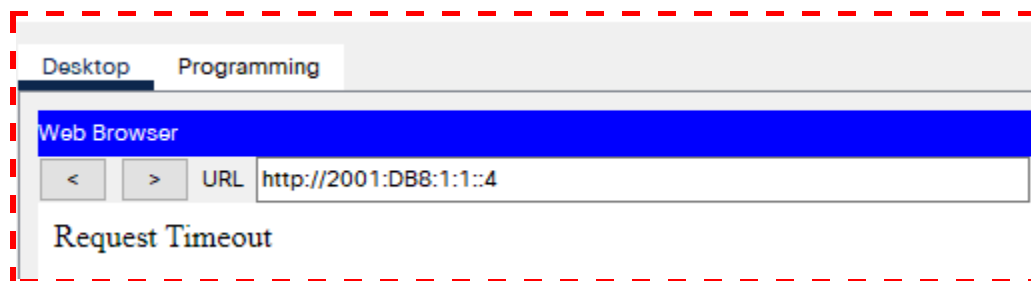 Desktop Programming
Web Browser
< > URL http://2001:DB8:1:1::4
Request Timeout